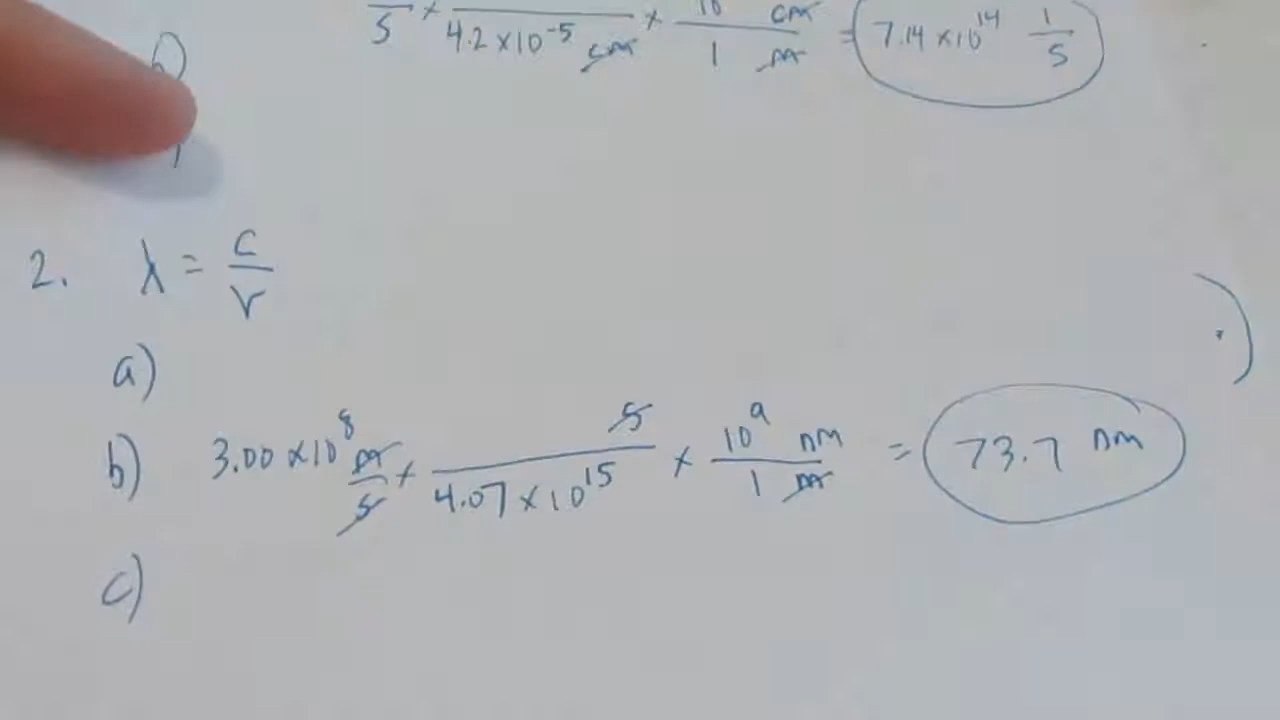 5 × 4.2 ×10⁻⁵ cm × 10 cm / 1 m = 7.14 ×10¹⁴ 1/s
2. λ = c/ν
a)
b) 3.00 ×10⁸ m/s × s / 4.07 × 10¹⁵ × 10⁹ nm / 1 m = 73.7 nm
c)